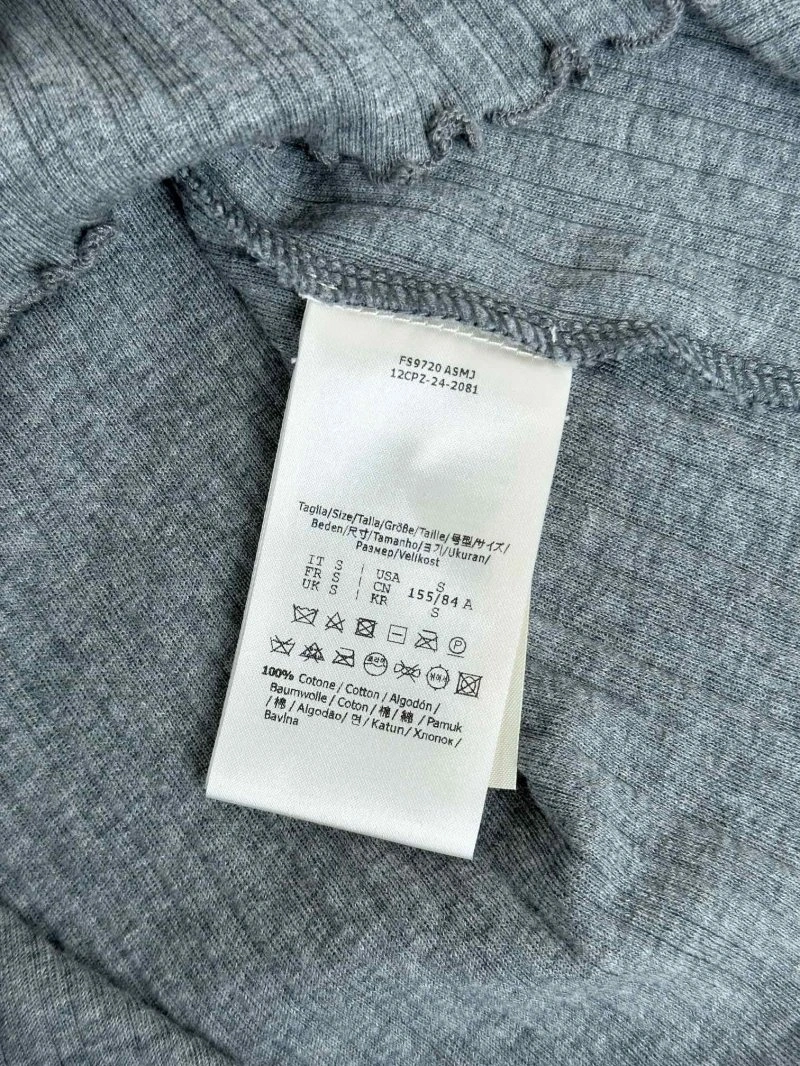 FS9720 ASMJ
12CPZ-24-2081
Taglia/Size/Talla/Größe/Taille/号型/サイズ/
Beden/尺寸/Tamanho/크기/Ukuran/
Размер/Velikost
IT S | USA S
FR S | CN 155/84 A
UK S | KR S
100% Cotone / Cotton / Algodón /
Baumwolle / Coton / 棉 / 綿 / Pamuk
/ 棉 / Algodão / 면 / Katun / Хлопок /
Bavlna